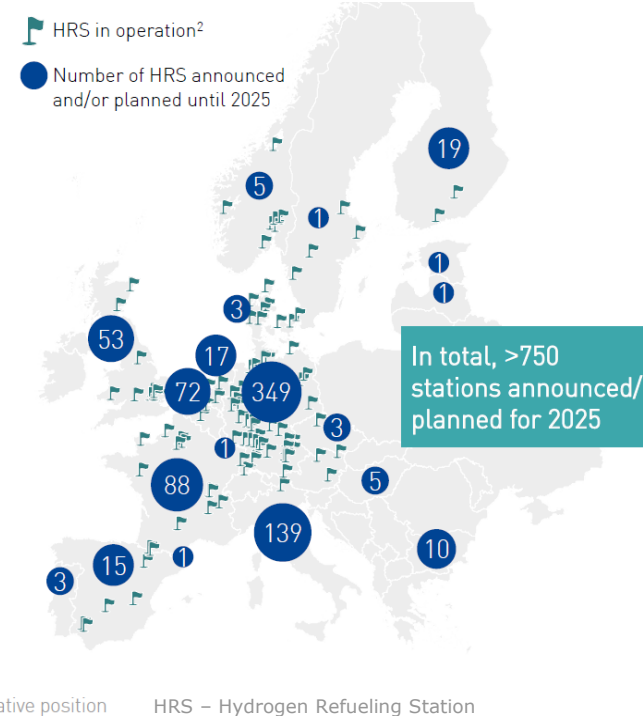 HRS in operation²
Number of HRS announced
and/or planned until 2025
19
5
1
1
1
3
53
17
In total, >750
stations announced/
planned for 2025
72
349
3
1
88
5
139
10
15
1
3
ative position
HRS – Hydrogen Refueling Station